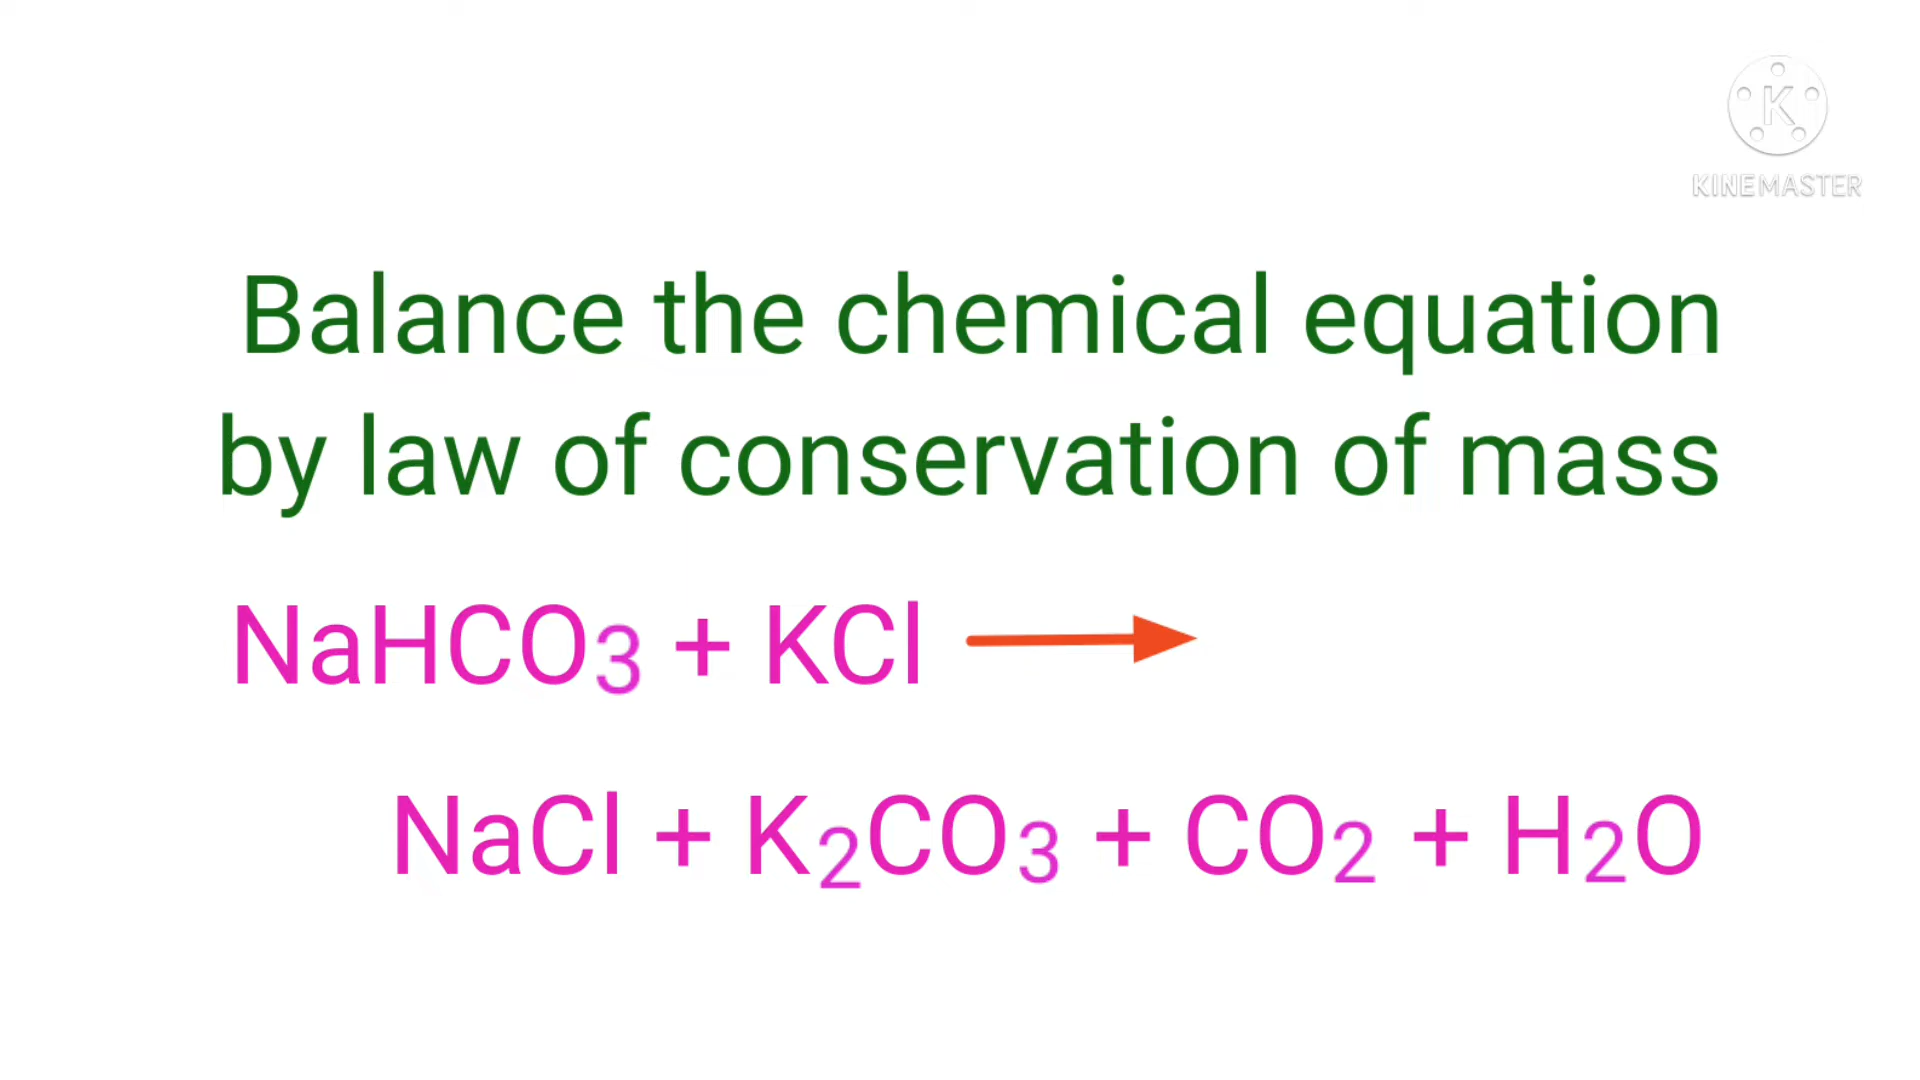 K
KINEMASTER
Balance the chemical equation
by law of conservation of mass
NaHCO₃ + KCl →
NaCl + K₂CO₃ + CO₂ + H₂O